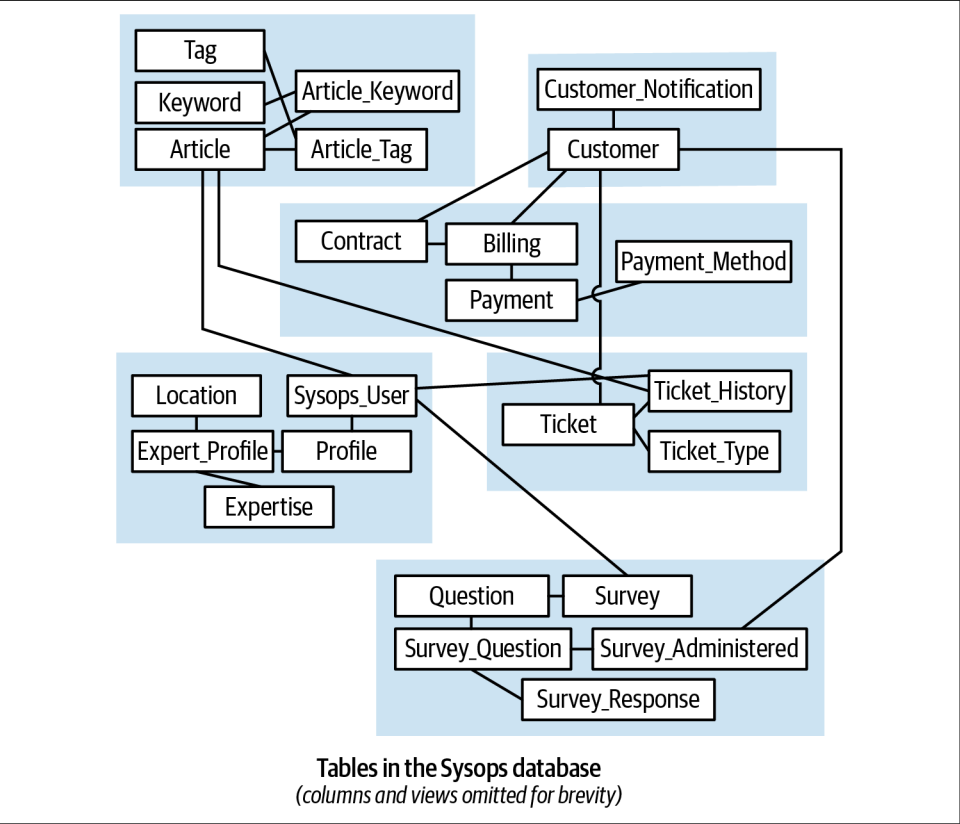 Tag
Keyword
Article_Keyword
Article
Article_Tag
Customer_Notification
Customer
Contract
Billing
Payment_Method
Payment
Location
Sysops_User
Expert_Profile
Profile
Expertise
Ticket_History
Ticket
Ticket_Type
Question
Survey
Survey_Question
Survey_Administered
Survey_Response
Tables in the Sysops database
(columns and views omitted for brevity)